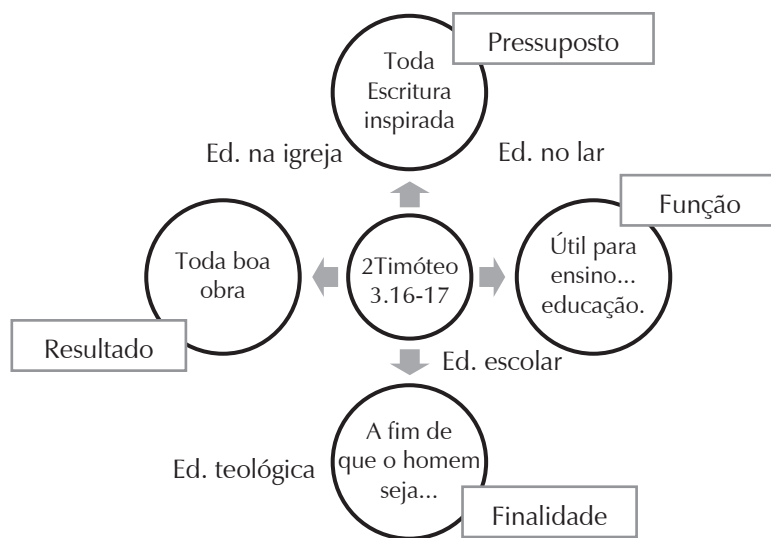 Pressuposto
Toda
Escritura
inspirada
Ed. na igreja
Ed. no lar
Função
Toda boa
obra
2Timóteo
3.16-17
Útil para
ensino...
educação.
Resultado
Ed. escolar
A fim de
que o homem
seja...
Ed. teológica
Finalidade